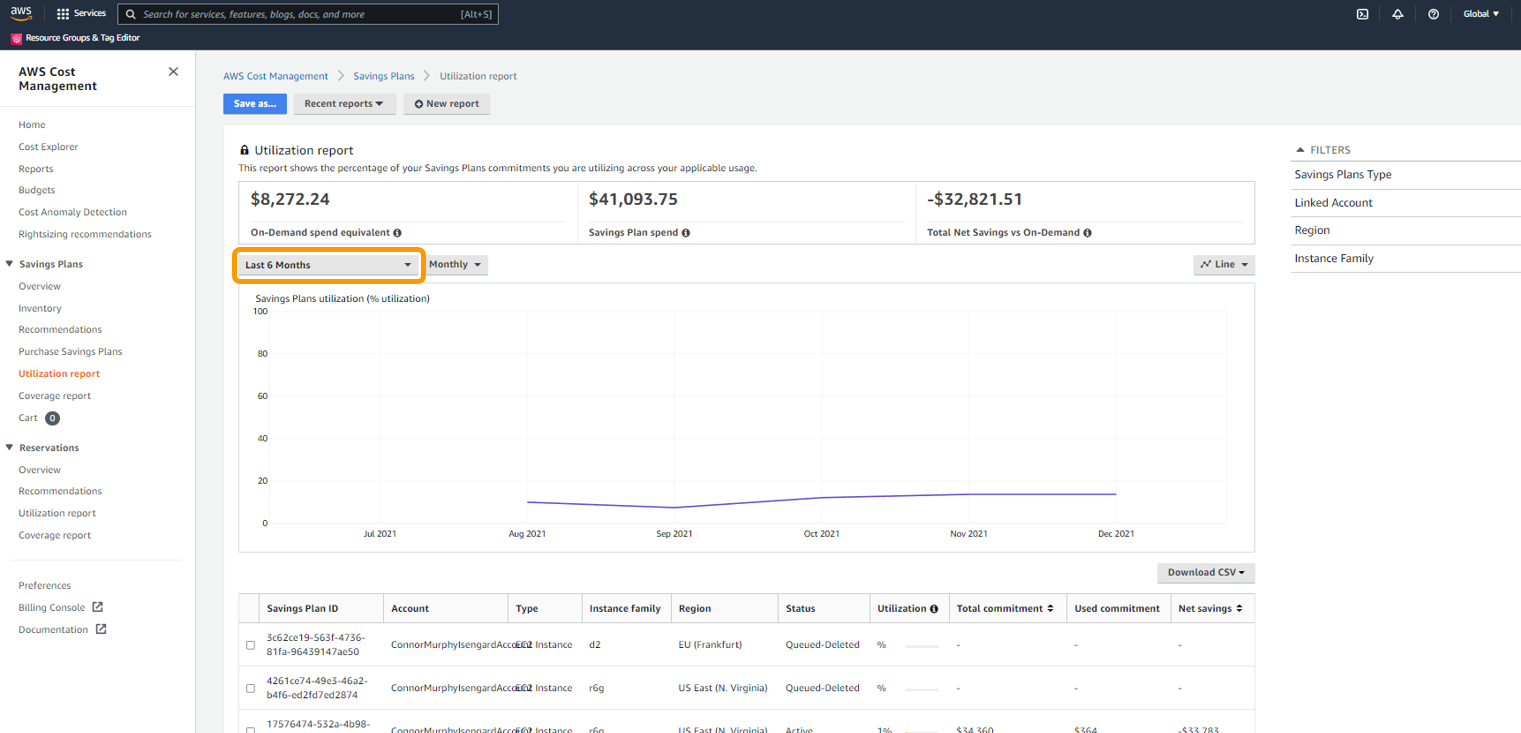 aws
Services
Search for services, features, blogs, docs, and more
[Alt+S]
Global
Resource Groups & Tag Editor
AWS Cost
Management
Home
Cost Explorer
Reports
Budgets
Cost Anomaly Detection
Rightsizing recommendations
Savings Plans
Overview
Inventory
Recommendations
Purchase Savings Plans
Utilization report
Coverage report
Cart 0
Reservations
Overview
Recommendations
Utilization report
Coverage report
Preferences
Billing Console
Documentation
AWS Cost Management > Savings Plans > Utilization report
Save as...
Recent reports
New report
Utilization report
This report shows the percentage of your Savings Plans commitments you are utilizing across your applicable usage.
$8,272.24
On-Demand spend equivalent
$41,093.75
Savings Plan spend
-$32,821.51
Total Net Savings vs On-Demand
Last 6 Months
Monthly
Line
Savings Plans utilization (% utilization)
100
80
60
40
20
0
Jul 2021
Aug 2021
Sep 2021
Oct 2021
Nov 2021
Dec 2021
Download CSV
Savings Plan ID Account Type Instance family Region Status Utilization Total commitment Used commitment Net savings
3c62ce19-563f-4736-
81fa-96439147ae50
ConnorMurphyIsengardAccount EC2 Instance d2 EU (Frankfurt) Queued-Deleted % - - -
4261ce74-49e3-46a2-
b4f6-ed2fd7ed2874
ConnorMurphyIsengardAccount EC2 Instance r6g US East (N. Virginia) Queued-Deleted % - - -
17576474-532a-4b98-
ConnorMurphyIsengardAccount EC2 Instance r6g US East (N. Virginia) Active 1% $34,360 $364 -$33,783
FILTERS
Savings Plans Type
Linked Account
Region
Instance Family